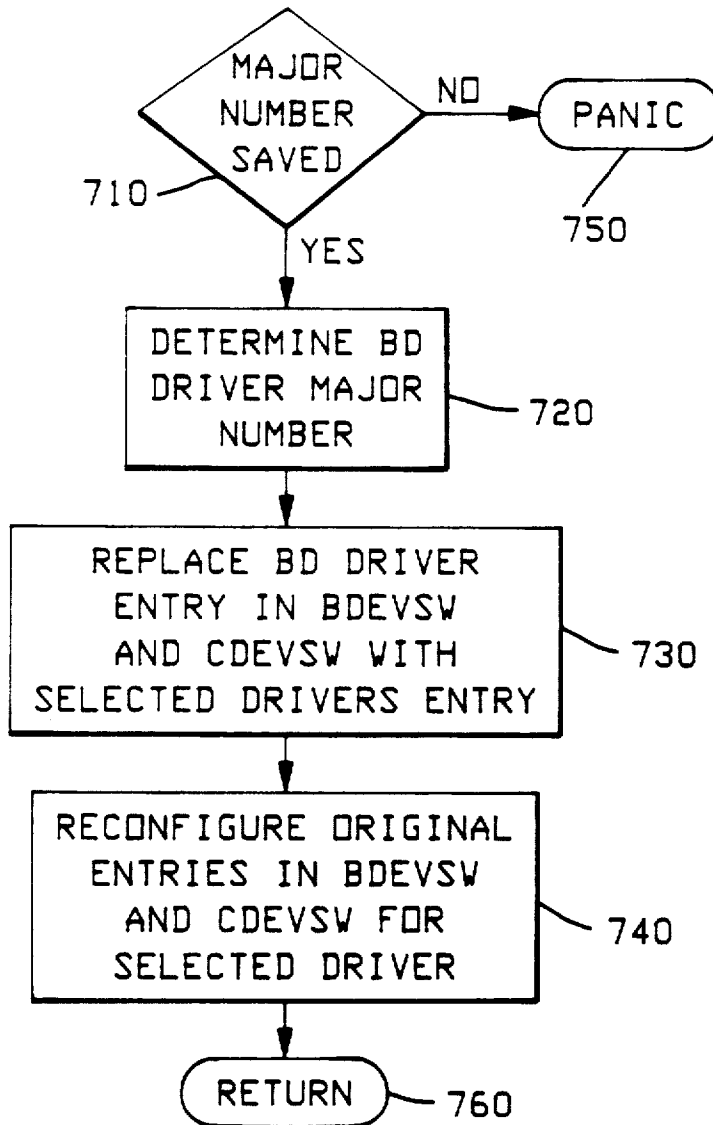 MAJOR
NUMBER
SAVED
NO
PANIC
710
750
YES
DETERMINE BD
DRIVER MAJOR
NUMBER
720
REPLACE BD DRIVER
ENTRY IN BDEVSW
AND CDEVSW WITH
SELECTED DRIVERS ENTRY
730
RECONFIGURE ORIGINAL
ENTRIES IN BDEVSW
AND CDEVSW FOR
SELECTED DRIVER
740
RETURN
760